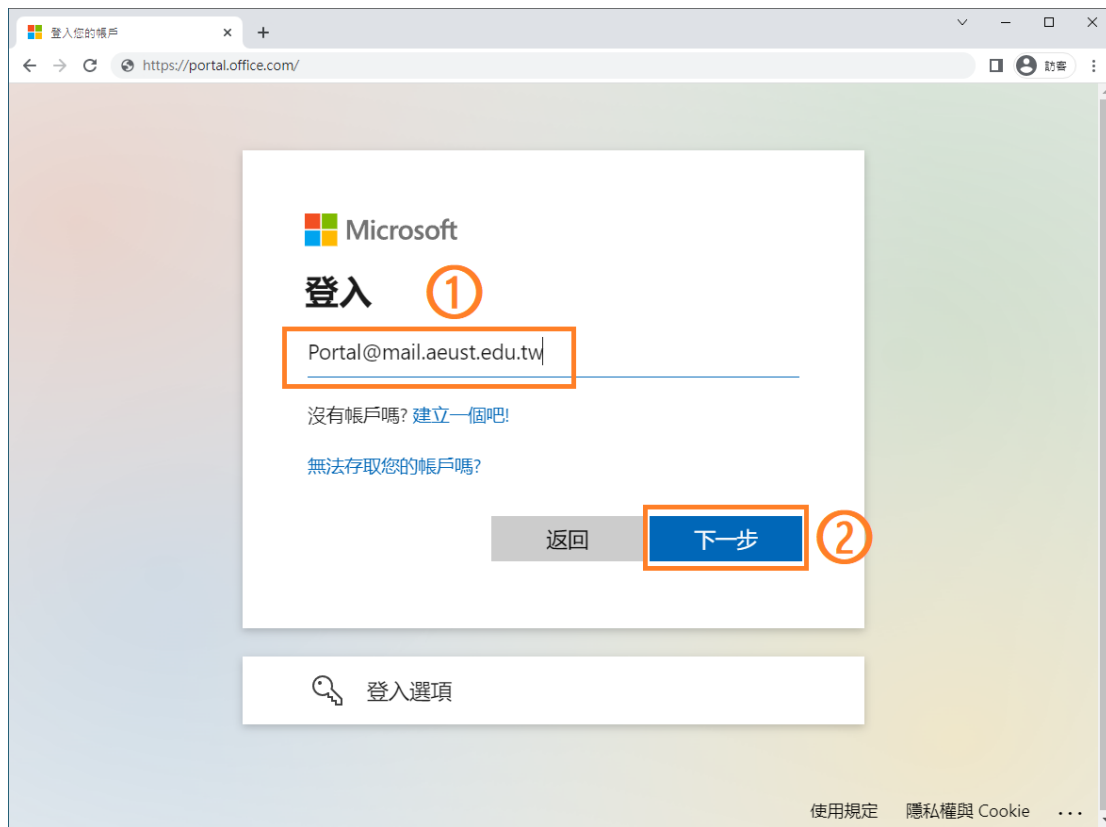 登入您的帳戶
https://portal.office.com/
訪客
Microsoft
登入 ①
Portal@mail.aeust.edu.tw
沒有帳戶嗎? 建立一個吧!
無法存取您的帳戶嗎?
返回 下一步 ②
登入選項
使用規定 隱私權與 Cookie ...